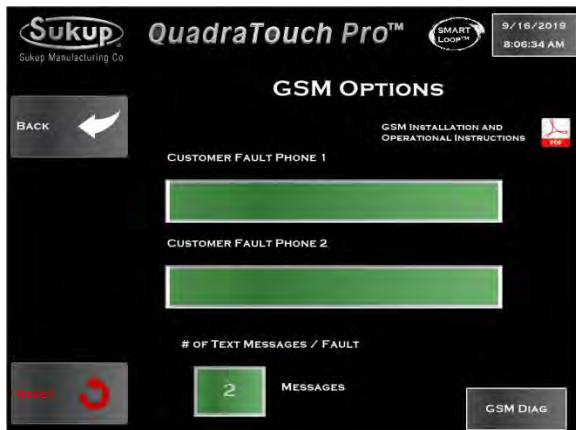 Sukup
Sukup Manufacturing Co
QuadraTouch Pro™
SMART
LOOP™
9/16/2019
8:06:34 AM
GSM OPTIONS
BACK
GSM INSTALLATION AND
OPERATIONAL INSTRUCTIONS
PDF
CUSTOMER FAULT PHONE 1
CUSTOMER FAULT PHONE 2
# OF TEXT MESSAGES / FAULT
RESET
2
MESSAGES
GSM DIAG